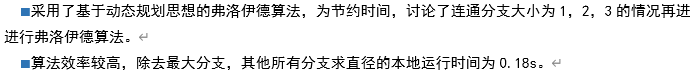 ■采用了基于动态规划思想的弗洛伊德算法，为节约时间，讨论了连通分支大小为 1，2，3 的情况再进
进行弗洛伊德算法。↵
■算法效率较高，除去最大分支，其他所有分支求直径的本地运行时间为 0.18s。↵